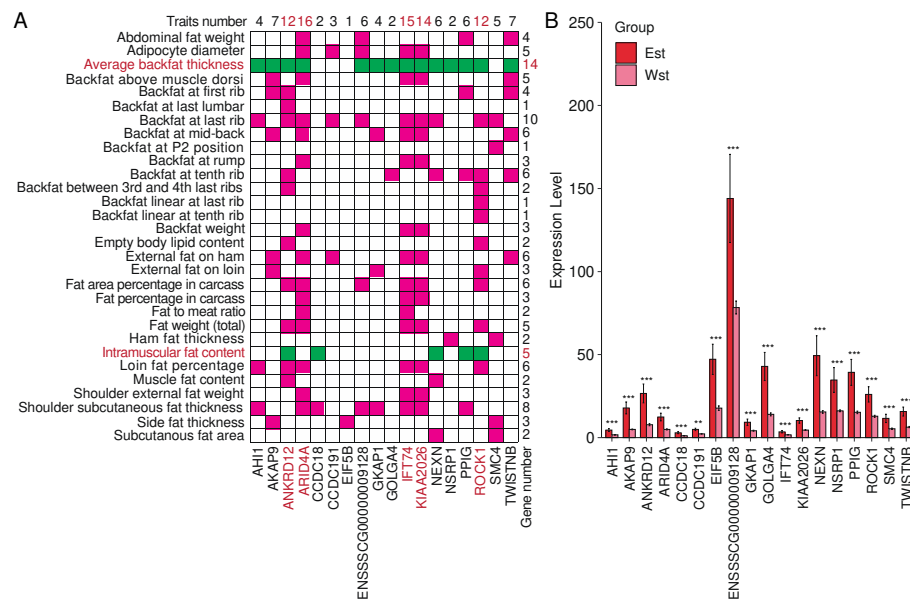 A
Traits number 4 7 12 16 2 3 1 6 6 2 15 14 6 2 6 12 5 7
Abdominal fat weight 4
Adipocyte diameter 5
Average backfat thickness 14
Backfat above muscle dorsi 5
Backfat at first rib 4
Backfat at last lumbar 1
Backfat at last rib 10
Backfat at mid-back 6
Backfat at P2 position 1
Backfat at rump 3
Backfat at tenth rib 6
Backfat between 3rd and 4th last ribs 2
Backfat linear at last rib 1
Backfat linear at tenth rib 1
Backfat weight 3
Empty body lipid content 2
External fat on ham 6
External fat on loin 3
Fat area percentage in carcass 6
Fat percentage in carcass 3
Fat to meat ratio 2
Fat weight (total) 5
Ham fat thickness 2
Intramuscular fat content 5
Loin fat percentage 6
Muscle fat content 2
Shoulder external fat weight 3
Shoulder subcutaneous fat thickness 8
Side fat thickness 3
Subcutanous fat area 2
AHI1
AKAP9
ANKRD12
ARID4A
CCDC18
CCDC191
EIF5B
ENSSSCG00000009128
GKAP1
GOLGA4
IFT74
KIAA2026
NEXN
NSRP1
PPIG
ROCK1
SMC4
TWISTNB
Gene number
B
Group
Est
Wst
Expression Level
250
200
150
100
50
0
***
***
***
***
***
**
***
***
***
***
***
***
***
***
***
***
***
***
AHI1
AKAP9
ANKRD12
ARID4A
CCDC18
CCDC191
EIF5B
ENSSSCG00000009128
GKAP1
GOLGA4
IFT74
KIAA2026
NEXN
NSRP1
PPIG
ROCK1
SMC4
TWISTNB